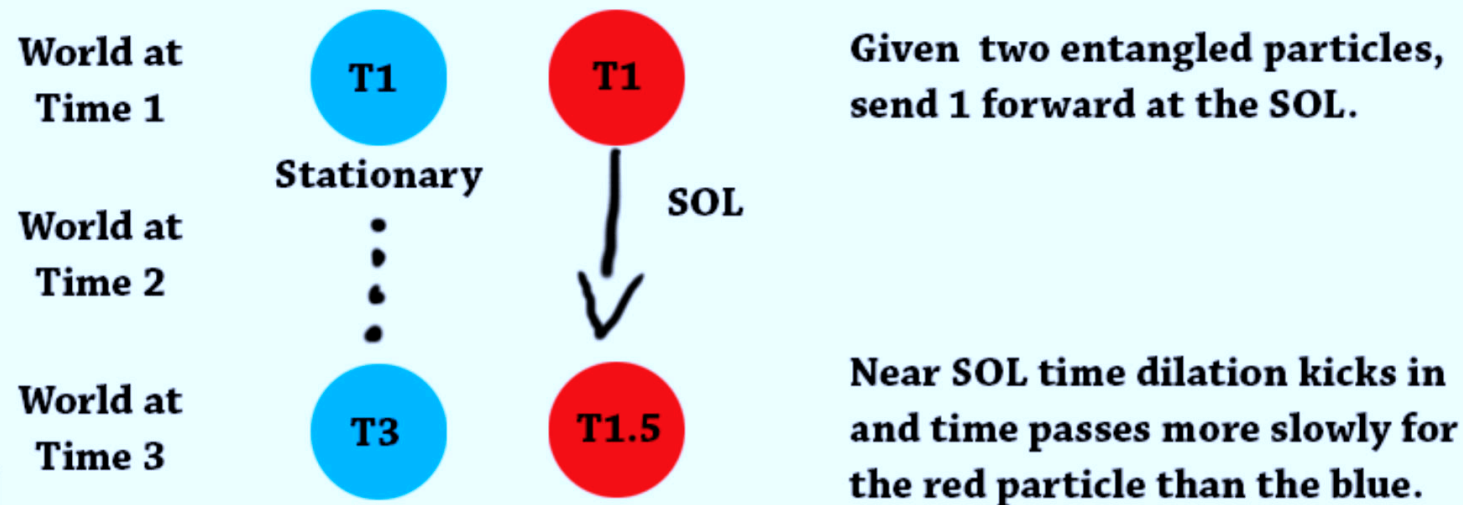 World at
Time 1
T1
T1
Given two entangled particles,
send 1 forward at the SOL.
Stationary
SOL
World at
Time 2
World at
Time 3
T3
T1.5
Near SOL time dilation kicks in
and time passes more slowly for
the red particle than the blue.